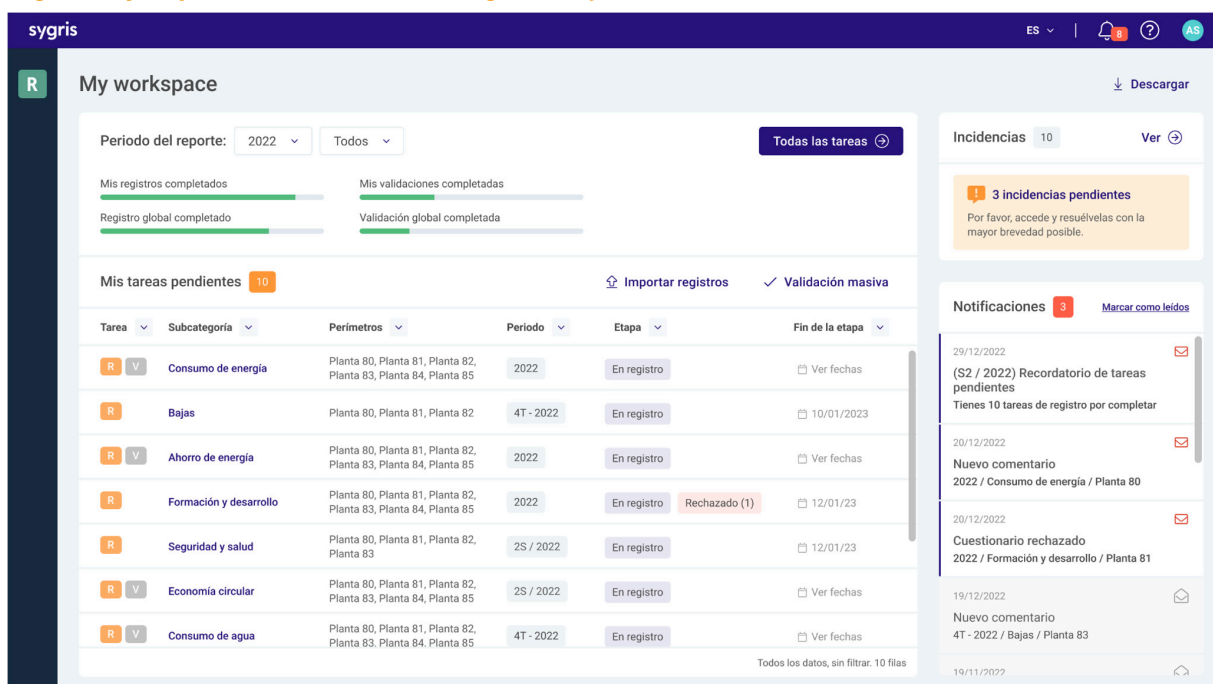 sygris
ES
8
AS
R
My workspace
Descargar
Periodo del reporte: 2022 Todos
Todas las tareas
Mis registros completados
Mis validaciones completadas
Registro global completado
Validación global completada
Mis tareas pendientes 10
Importar registros
Validación masiva
Tarea Subcategoría Perímetros Periodo Etapa Fin de la etapa
R V Consumo de energía
Planta 80, Planta 81, Planta 82,
Planta 83, Planta 84, Planta 85
2022 En registro Ver fechas
R Bajas Planta 80, Planta 81, Planta 82 4T - 2022 En registro 10/01/2023
R V Ahorro de energía
Planta 80, Planta 81, Planta 82,
Planta 83, Planta 84, Planta 85
2022 En registro Ver fechas
R Formación y desarrollo
Planta 80, Planta 81, Planta 82,
Planta 83, Planta 84, Planta 85
2022 En registro Rechazado (1) 12/01/23
R Seguridad y salud
Planta 80, Planta 81, Planta 82,
Planta 83
2S / 2022 En registro 12/01/23
R V Economía circular
Planta 80, Planta 81, Planta 82,
Planta 83, Planta 84, Planta 85
2S / 2022 En registro Ver fechas
R V Consumo de agua
Planta 80, Planta 81, Planta 82,
Planta 83, Planta 84, Planta 85
4T - 2022 En registro Ver fechas
Todos los datos, sin filtrar. 10 filas
Incidencias 10 Ver
3 incidencias pendientes
Por favor, accede y resuélvelas con la
mayor brevedad posible.
Notificaciones 3 Marcar como leídos
29/12/2022
(S2 / 2022) Recordatorio de tareas
pendientes
Tienes 10 tareas de registro por completar
20/12/2022
Nuevo comentario
2022 / Consumo de energía / Planta 80
20/12/2022
Cuestionario rechazado
2022 / Formación y desarrollo / Planta 81
19/12/2022
Nuevo comentario
4T - 2022 / Bajas / Planta 83
19/11/2022